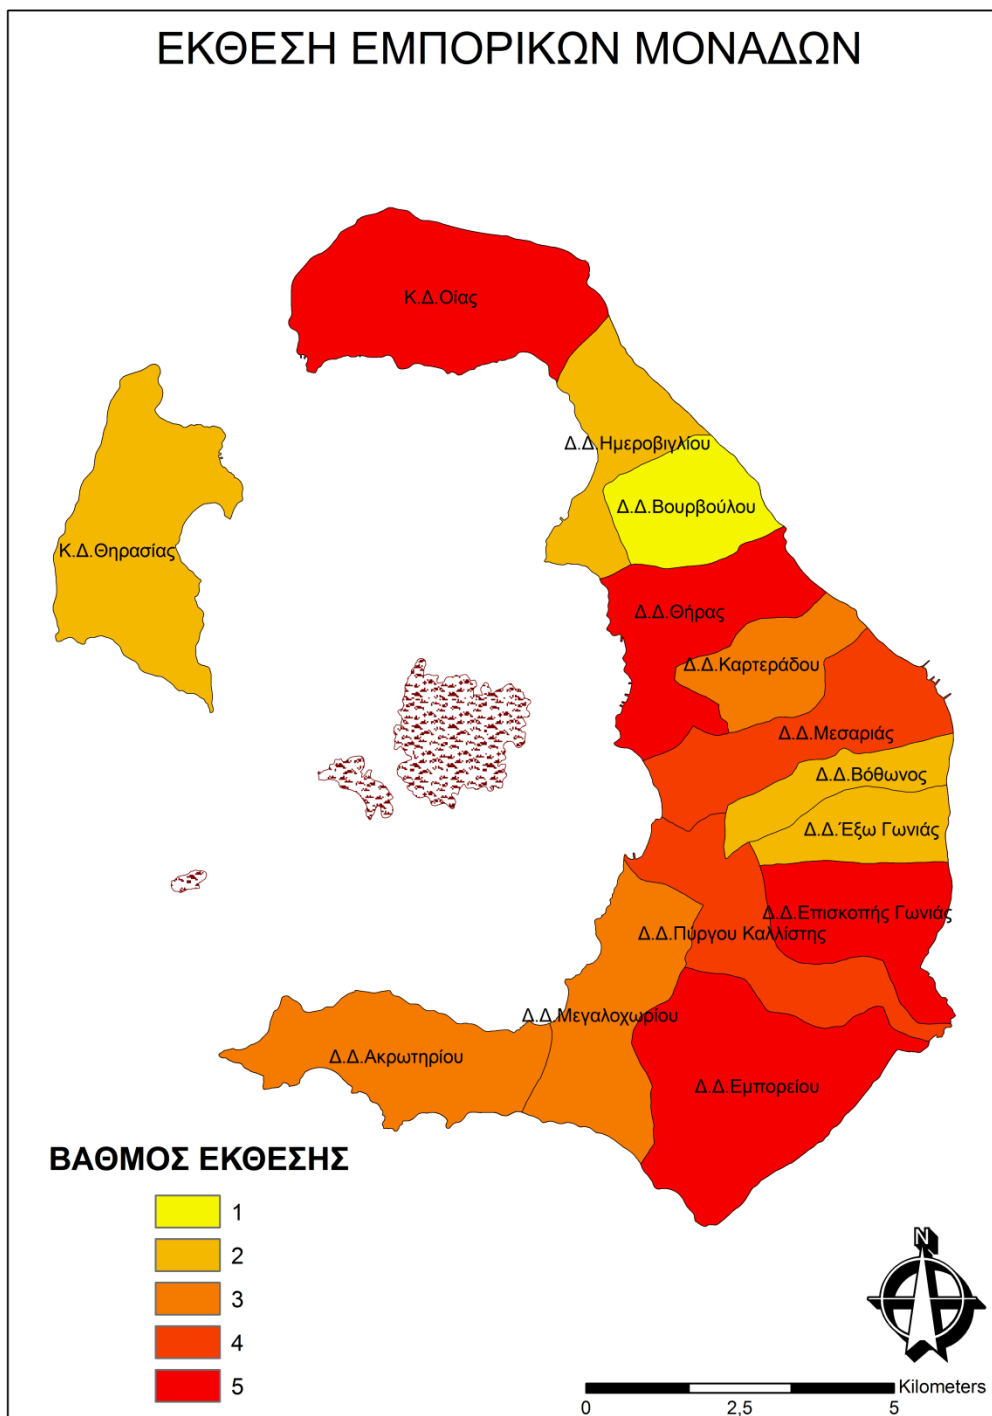 ΕΚΘΕΣΗ ΕΜΠΟΡΙΚΩΝ ΜΟΝΑΔΩΝ
Κ.Δ.Οίας
Δ.Δ.Ημεροβιγλίου
Δ.Δ.Βουρβούλου
Κ.Δ.Θηρασίας
Δ.Δ.Θήρας
Δ.Δ.Καρτεράδου
Δ.Δ.Μεσαριάς
Δ.Δ.Βόθωνος
Δ.Δ.Έξω Γωνιάς
Δ.Δ.Επισκοπής Γωνιάς
Δ.Δ.Πύργου Καλλίστης
Δ.Δ.Μεγαλοχωρίου
Δ.Δ.Ακρωτηρίου
Δ.Δ.Εμπορείου
ΒΑΘΜΟΣ ΕΚΘΕΣΗΣ
1
2
3
4
5
N
Kilometers
0 2,5 5